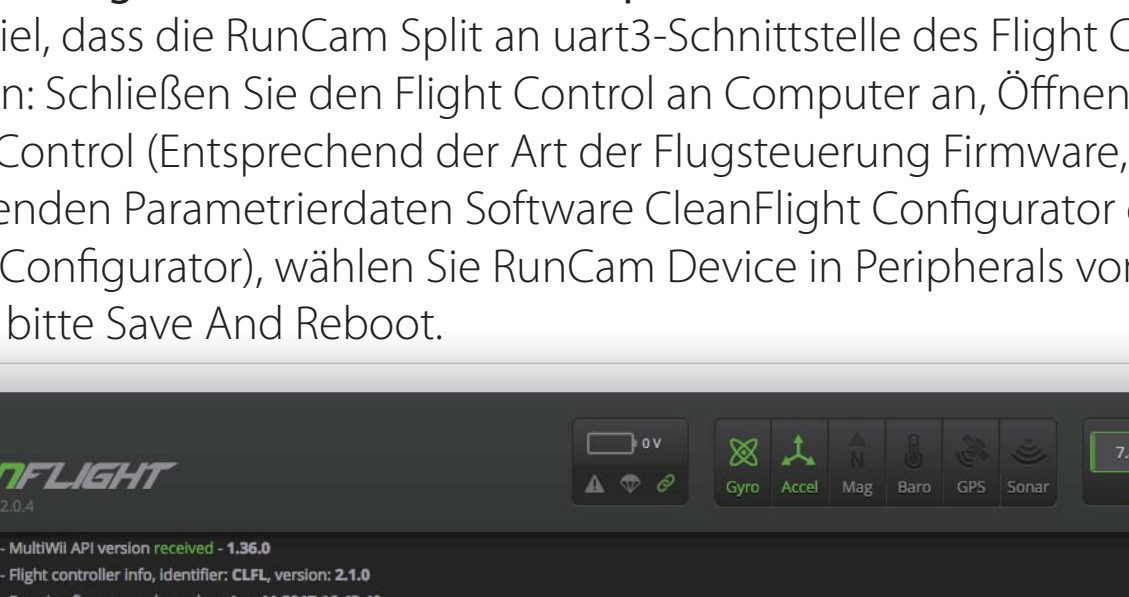 iel, dass die RunCam Split an uart3-Schnittstelle des Flight C
n: Schließen Sie den Flight Control an Computer an, Öffnen
Control (Entsprechend der Art der Flugsteuerung Firmware,
enden Parametrierdaten Software CleanFlight Configurator
Configurator), wählen Sie RunCam Device in Peripherals vor
bitte Save And Reboot.
0 V
NFLIGHT
2.0.4
Gyro Accel Mag Baro GPS Sonar
7.
- MultiWii API version received - 1.36.0
- Flight controller info, identifier: CLFL, version: 2.1.0